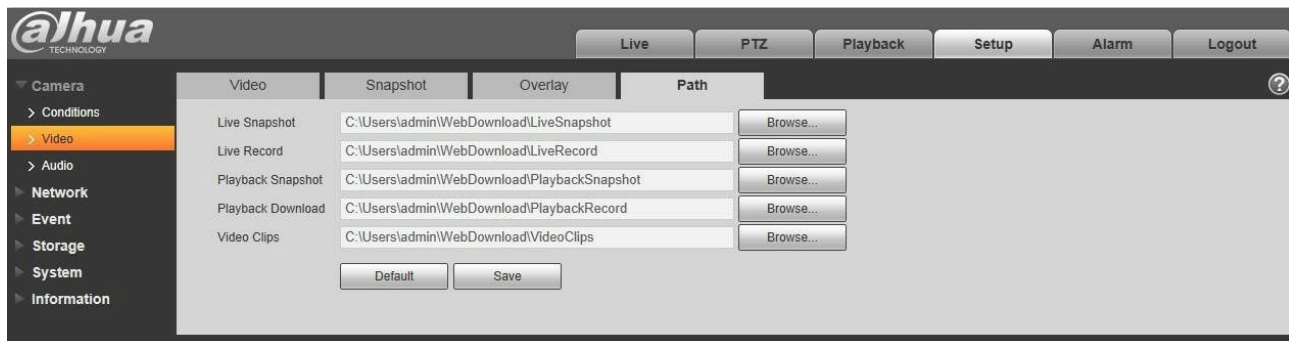 alhua
TECHNOLOGY
Live PTZ Playback Setup Alarm Logout
Camera Video Snapshot Overlay Path ?
Conditions Live Snapshot C:\Users\admin\WebDownload\LiveSnapshot Browse...
Video Live Record C:\Users\admin\WebDownload\LiveRecord Browse...
Audio Playback Snapshot C:\Users\admin\WebDownload\PlaybackSnapshot Browse...
Network Playback Download C:\Users\admin\WebDownload\PlaybackRecord Browse...
Event Video Clips C:\Users\admin\WebDownload\VideoClips Browse...
Storage
System Default Save
Information